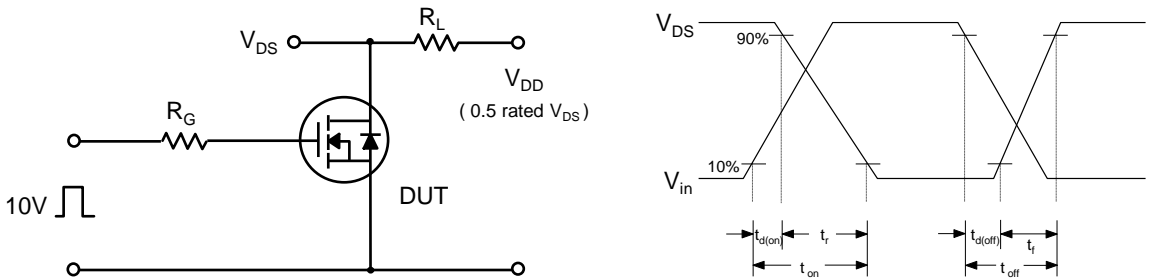 V_DS
R_L
V_DD
( 0.5 rated V_DS )
R_G
DUT
10V
V_DS
90%
10%
V_in
t_d(on)
t_r
t_on
t_d(off)
t_f
t_off